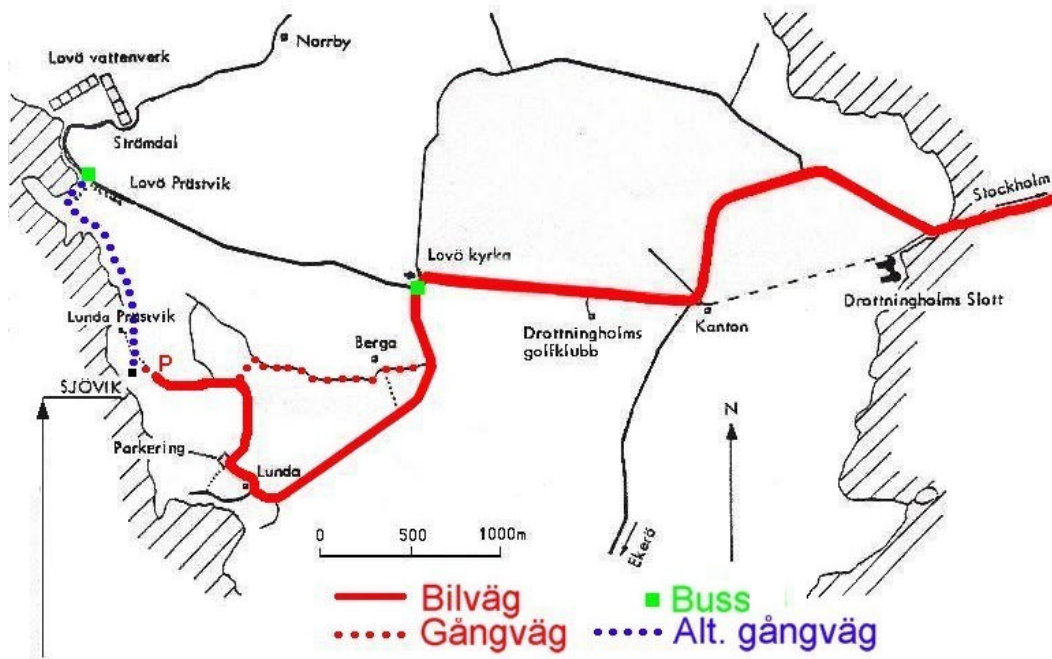 Norrby
Lovö vattenverk
Strömdal
Lovö Prästvik
Stockholm
Lovö kyrka
Drottningholms Slott
Kanton
Drottningholms
golfklubb
Lunda Prästvik
Berga
P
SJÖVIK
N
Parkering
Lunda
0 500 1000m
Ekerö
Bilväg
Buss
Gångväg
Alt. gångväg